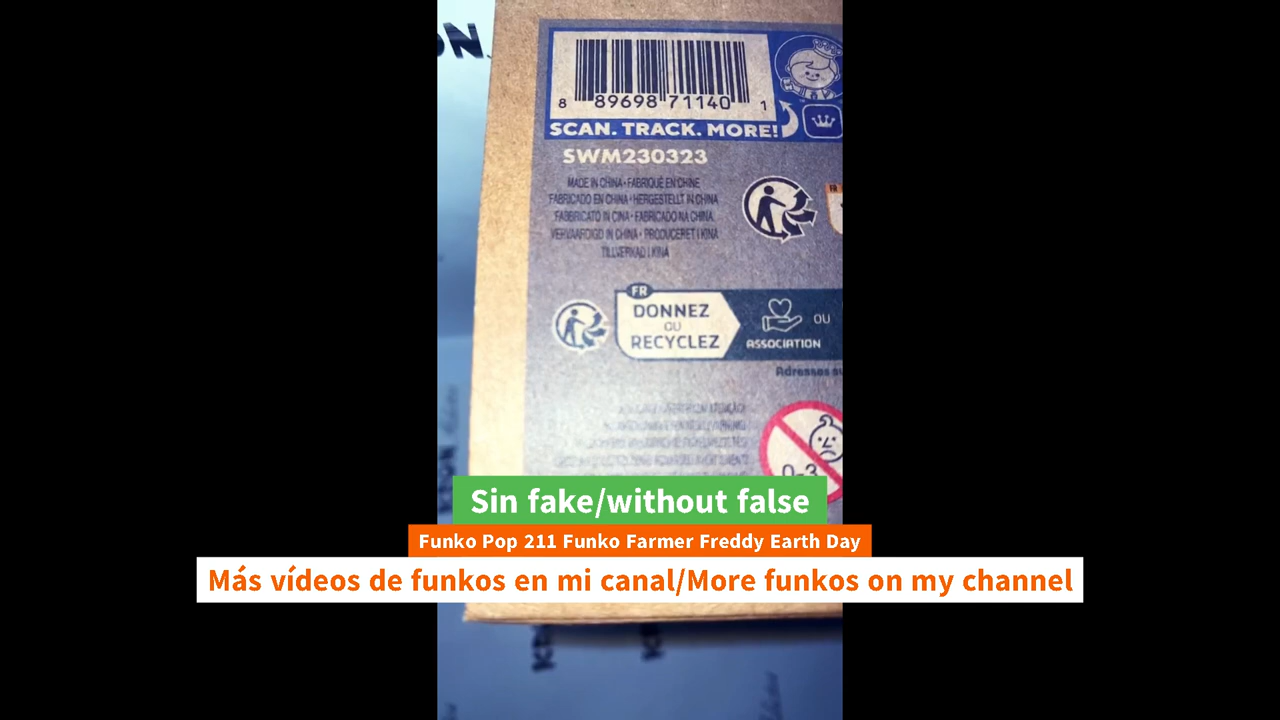 ON.
8 89698 71140 1
SCAN. TRACK. MORE!
SWM230323
MADE IN CHINA • FABRIQUÉ EN CHINE
FABRICADO EN CHINA • HERGESTELLT IN CHINA
FABBRICATO IN CINA • FABRICADO NA CHINA
VERVAARDIGD IN CHINA • PRODUCERET I KINA
TILLVERKAD I KINA
FR
FR
DONNEZ
OU
RECYCLEZ
ASSOCIATION
OU
Adresses
0-3
Sin fake/without false
Funko Pop 211 Funko Farmer Freddy Earth Day
Más vídeos de funkos en mi canal/More funkos on my channel